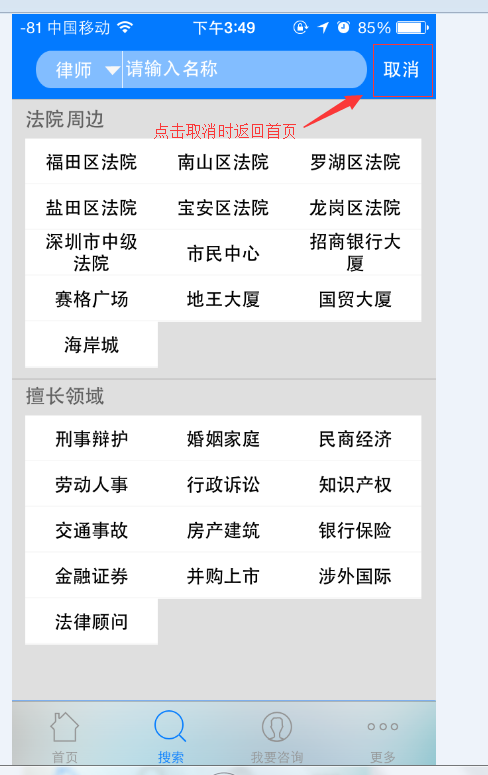 -81 中国移动 下午3:49 85%
律师 请输入名称 取消
法院周边
点击取消时返回首页
福田区法院 南山区法院 罗湖区法院
盐田区法院 宝安区法院 龙岗区法院
深圳市中级法院 市民中心 招商银行大厦
赛格广场 地王大厦 国贸大厦
海岸城
擅长领域
刑事辩护 婚姻家庭 民商经济
劳动人事 行政诉讼 知识产权
交通事故 房产建筑 银行保险
金融证券 并购上市 涉外国际
法律顾问
首页 搜索 我要咨询 更多